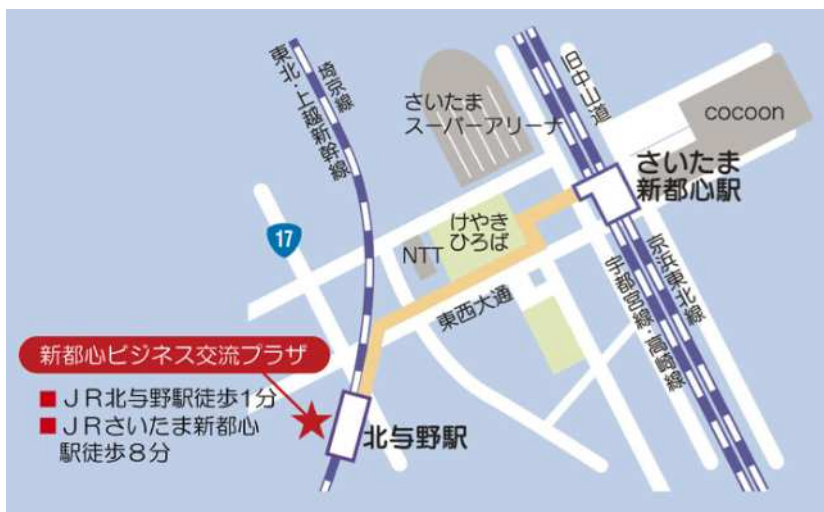 東北・上越新幹線
埼京線
さいたま
スーパーアリーナ
旧中山道
cocoon
さいたま
新都心駅
17
けやき
ひろば
NTT
東西大通
宇都宮線・高崎線
京浜東北線
新都心ビジネス交流プラザ
■ JR北与野駅徒歩1分
■ JRさいたま新都心
駅徒歩8分
北与野駅